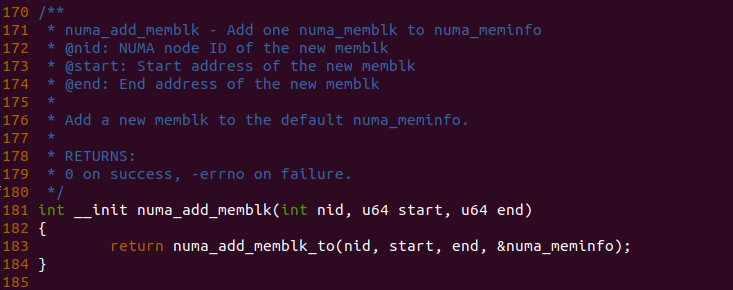 170 /**
171  * numa_add_memblk - Add one numa_memblk to numa_meminfo
172  * @nid: NUMA node ID of the new memblk
173  * @start: Start address of the new memblk
174  * @end: End address of the new memblk
175  *
176  * Add a new memblk to the default numa_meminfo.
177  *
178  * RETURNS:
179  * 0 on success, -errno on failure.
180  */
181 int __init numa_add_memblk(int nid, u64 start, u64 end)
182 {
183         return numa_add_memblk_to(nid, start, end, &numa_meminfo);
184 }
185